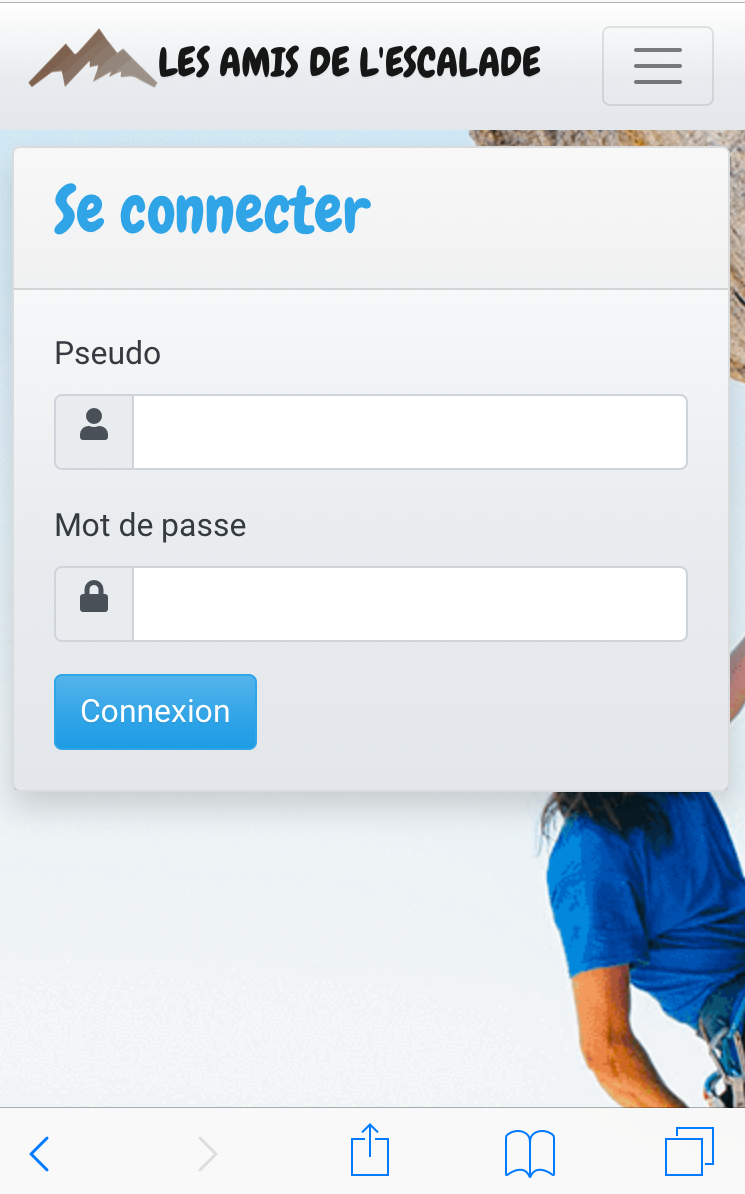 LES AMIS DE L'ESCALADE
Se connecter
Pseudo
Mot de passe
Connexion